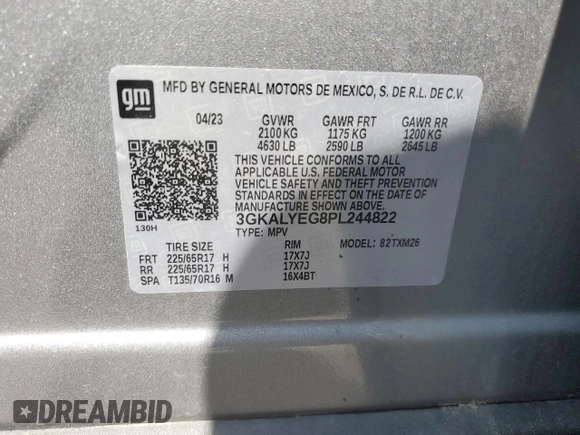 gm
MFD BY GENERAL MOTORS DE MEXICO, S. DE R.L. DE C.V.
04/23 GVWR GAWR FRT GAWR RR
2100 KG 1175 KG 1200 KG
4630 LB 2590 LB 2645 LB
THIS VEHICLE CONFORMS TO ALL
APPLICABLE U.S. FEDERAL MOTOR
VEHICLE SAFETY AND THEFT PREVENTION
STANDARDS IN EFFECT ON THE DATE OF
MANUFACTURE SHOWN ABOVE.
3GKALYEG8PL244822
130H TYPE: MPV
TIRE SIZE RIM MODEL: 82TXM26
FRT 225/65R17 H 17X7J
RR 225/65R17 H 17X7J
SPA T135/70R16 M 16X4BT
DREAMBID